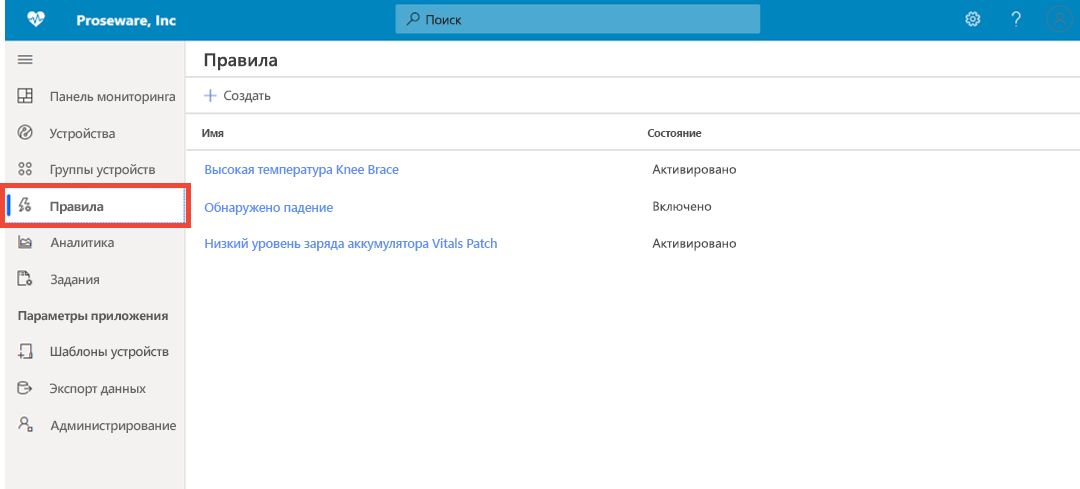 Proseware, Inc
Поиск
?
Правила
Создать
Имя Состояние
Высокая температура Knee Brace Активировано
Обнаружено падение Включено
Низкий уровень заряда аккумулятора Vitals Patch Активировано
Панель мониторинга
Устройства
Группы устройств
Правила
Аналитика
Задания
Параметры приложения
Шаблоны устройств
Экспорт данных
Администрирование